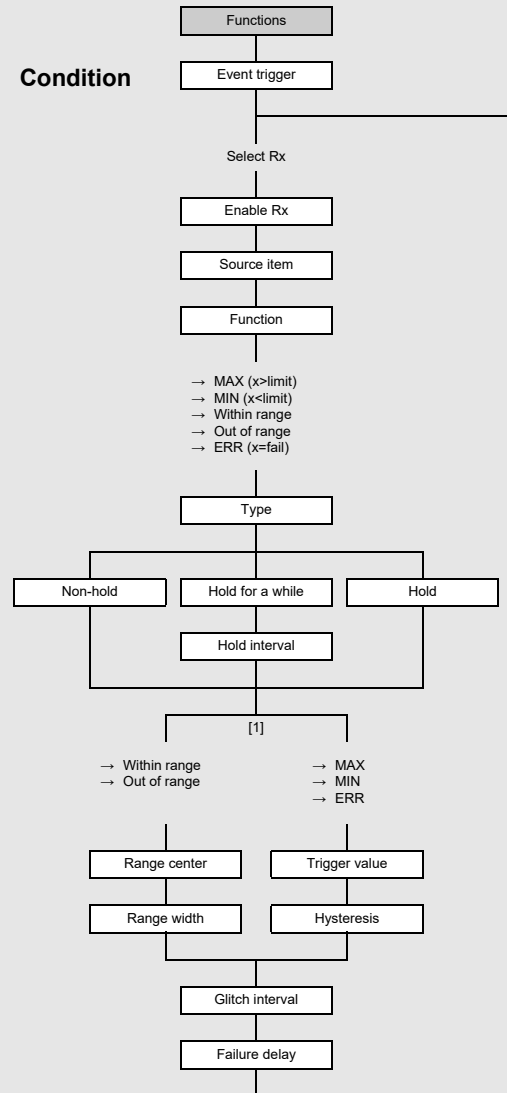 Functions
Condition
Event trigger
Select Rx
Enable Rx
Source item
Function
→ MAX (x>limit)
→ MIN (x<limit)
→ Within range
→ Out of range
→ ERR (x=fail)
Type
Non-hold
Hold for a while
Hold
Hold interval
[1]
→ Within range
→ Out of range
→ MAX
→ MIN
→ ERR
Range center
Trigger value
Range width
Hysteresis
Glitch interval
Failure delay